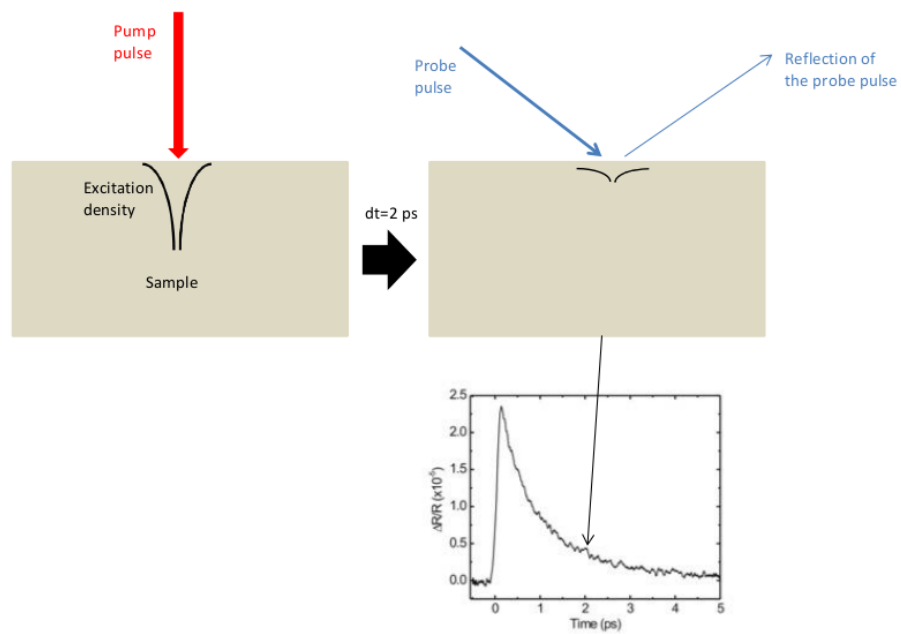 Pump
pulse
Probe
pulse
Reflection of
the probe pulse
Excitation
density
dt=2 ps
Sample
2.5
2.0
1.5
1.0
0.5
0.0
ΔR/R (x10⁻⁵)
0 1 2 3 4 5
Time (ps)